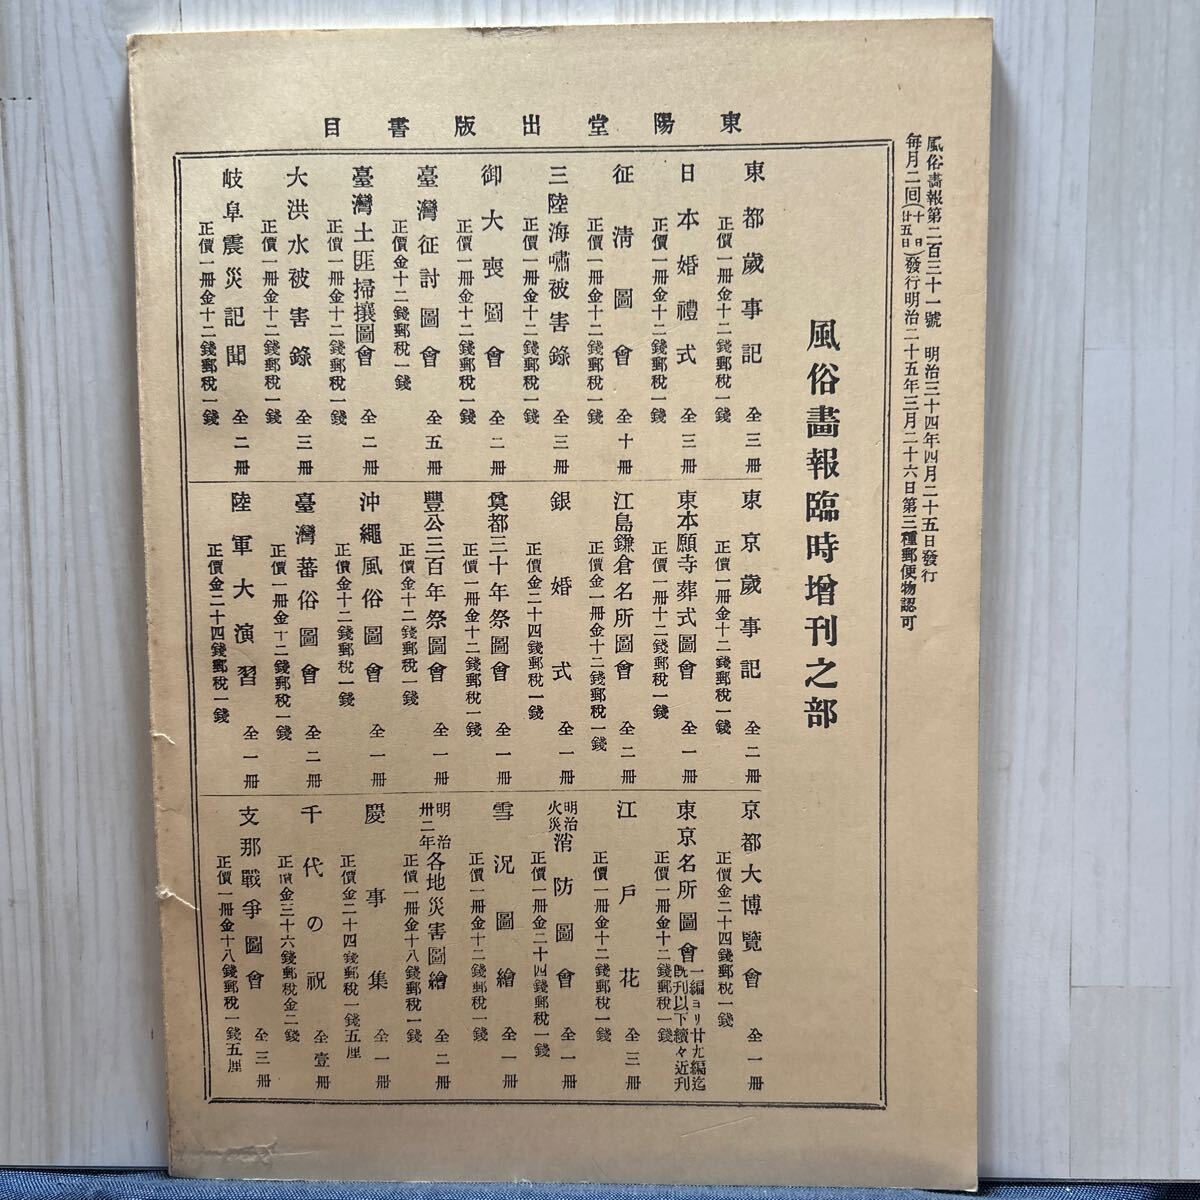 風俗畫報第二百三十一號　明治三十四年四月二十五日發行
每月二回(十日廿五日)發行明治二十五年三月二十六日第三種郵便物認可
東陽堂出版書目
風俗畫報臨時增刊之部
東都歲事記　全三冊
正價一冊金十二錢郵稅一錢
日本婚禮式　全三冊
正價一冊金十二錢郵稅一錢
征淸圖會　全十冊
正價一冊金十二錢郵稅一錢
三陸海嘯被害錄　全三冊
正價一冊金十二錢郵稅一錢
御大喪圖會　全二冊
正價一冊金十二錢郵稅一錢
臺灣征討圖會　全五冊
正價金十二錢郵稅一錢
臺灣土匪掃攘圖會　全二冊
正價一冊金十二錢郵稅一錢
大洪水被害錄　全三冊
正價一冊金十二錢郵稅一錢
岐阜震災記聞　全二冊
正價一冊金十二錢郵稅一錢
東京歲事記　全二冊
正價一冊金十二錢郵稅一錢
東本願寺葬式圖會　全一冊
正價一冊十二錢郵稅一錢
江島鎌倉名所圖會　全二冊
正價金一冊金十二錢郵稅一錢
銀婚式　全一冊
正價金二十四錢郵稅一錢
奠都三十年祭圖會　全一冊
正價一冊金十二錢郵稅一錢
豐公三百年祭圖會　全一冊
正價金十二錢郵稅一錢
沖繩風俗圖會　全一冊
正價金十二錢郵稅一錢
臺灣蕃俗圖會　全二冊
正價一冊金十二錢郵稅一錢
陸軍大演習　全一冊
正價金二十四錢郵稅一錢
京都大博覽會　全一冊
正價金二十四錢郵稅一錢
東京名所圖會　一編ヨリ廿九編迄既刊以下續々近刊
正價一冊金十二錢郵稅一錢
江戶花　全三冊
正價一冊金十二錢郵稅一錢
明治火災消防圖會　全一冊
正價一冊金二十四錢郵稅一錢
雪況圖繪　全一冊
正價一冊金十二錢郵稅一錢
明治卅二年各地災害圖繪　全二冊
正價一冊金十八錢郵稅一錢
慶事集　全一冊
正價金二十四錢郵稅一錢五厘
千代の祝　全壹冊
正價金三十六錢郵稅金二錢
支那戰爭圖會　全三冊
正價一冊金十八錢郵稅一錢五厘